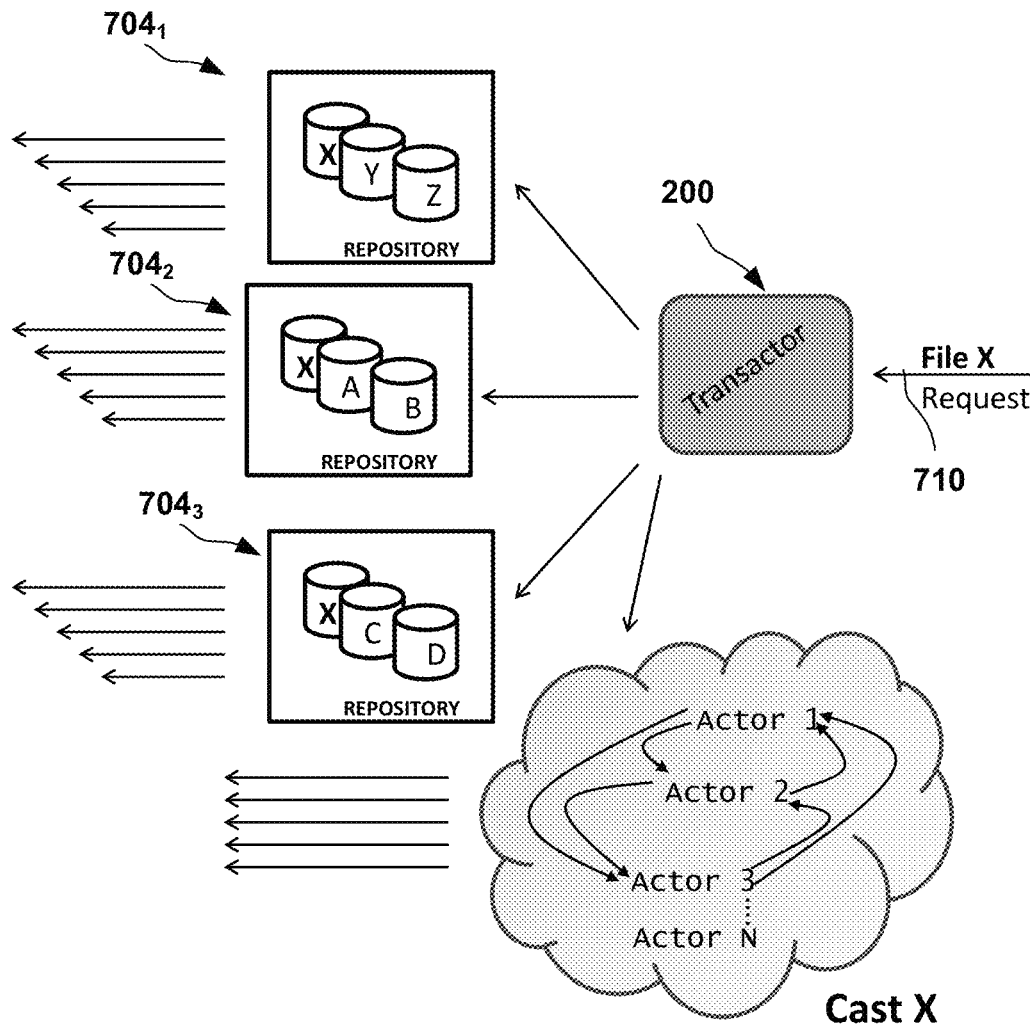 704₁
X
Y
Z
REPOSITORY
704₂
X
A
B
REPOSITORY
200
Transactor
File X
Request
710
704₃
X
C
D
REPOSITORY
Actor 1
Actor 2
Actor 3
Actor N
Cast X